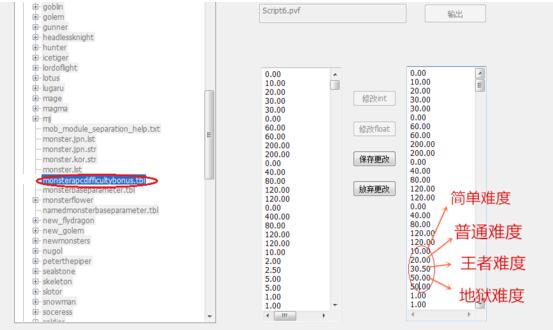 goblin
golem
gunner
headlessknight
hunter
icetiger
lordoflight
lotus
lugaru
mage
magma
mj
mob_module_separation_help.txt
monster.jpn.lst
monster.jpn.str
monster.kor.str
monster.lst
monsterapcdifficultybonus.tbl
monsterbaseparameter.tbl
monsterflower
namedmonsterbaseparameter.tbl
new_flydragon
new_golem
newmonsters
nugol
peterthepiper
sealstone
skeleton
slotor
snowman
soceress
soldier
Script6.pvf
输出
0.00
10.00
20.00
30.00
30.00
0.00
60.00
60.00
200.00
200.00
0.00
40.00
80.00
120.00
120.00
0.00
400.00
80.00
120.00
120.00
10.00
2.00
2.50
5.00
5.00
1.00
1.00
修改int
修改float
保存更改
放弃更改
0.00
10.00
20.00
30.00
30.00
0.00
60.00
60.00
200.00
200.00
0.00
40.00
80.00
120.00
120.00
0.00
40.00
80.00
120.00
120.00
10.00
20.00
30.50
50.00
50.00
1.00
1.00
简单难度
普通难度
王者难度
地狱难度